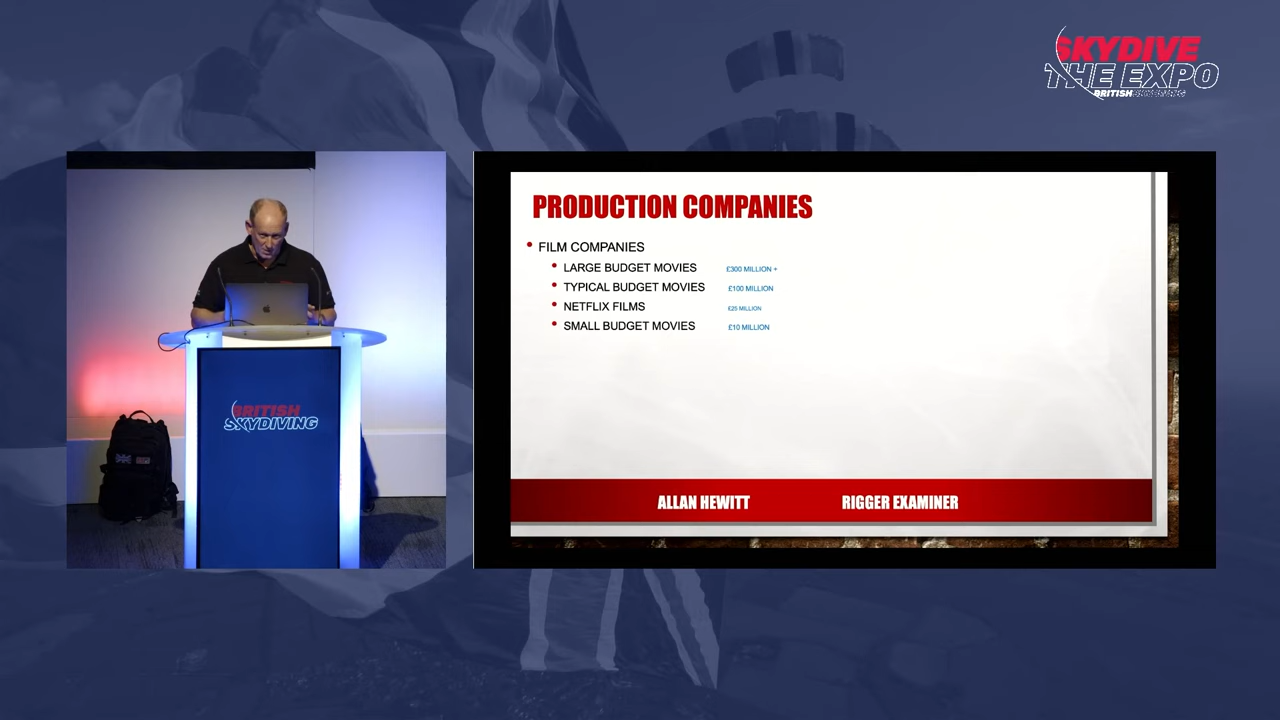 SKYDIVE
THE EXPO
BRITISH
PRODUCTION COMPANIES
FILM COMPANIES
LARGE BUDGET MOVIES £300 MILLION +
TYPICAL BUDGET MOVIES £100 MILLION
NETFLIX FILMS £25 MILLION
SMALL BUDGET MOVIES £10 MILLION
ALLAN HEWITT RIGGER EXAMINER
BRITISH
SKYDIVING